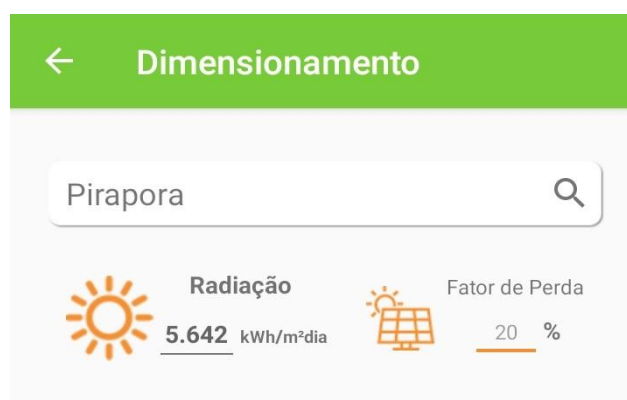 Dimensionamento
Pirapora
Radiação
5.642 kWh/m²dia
Fator de Perda
20 %